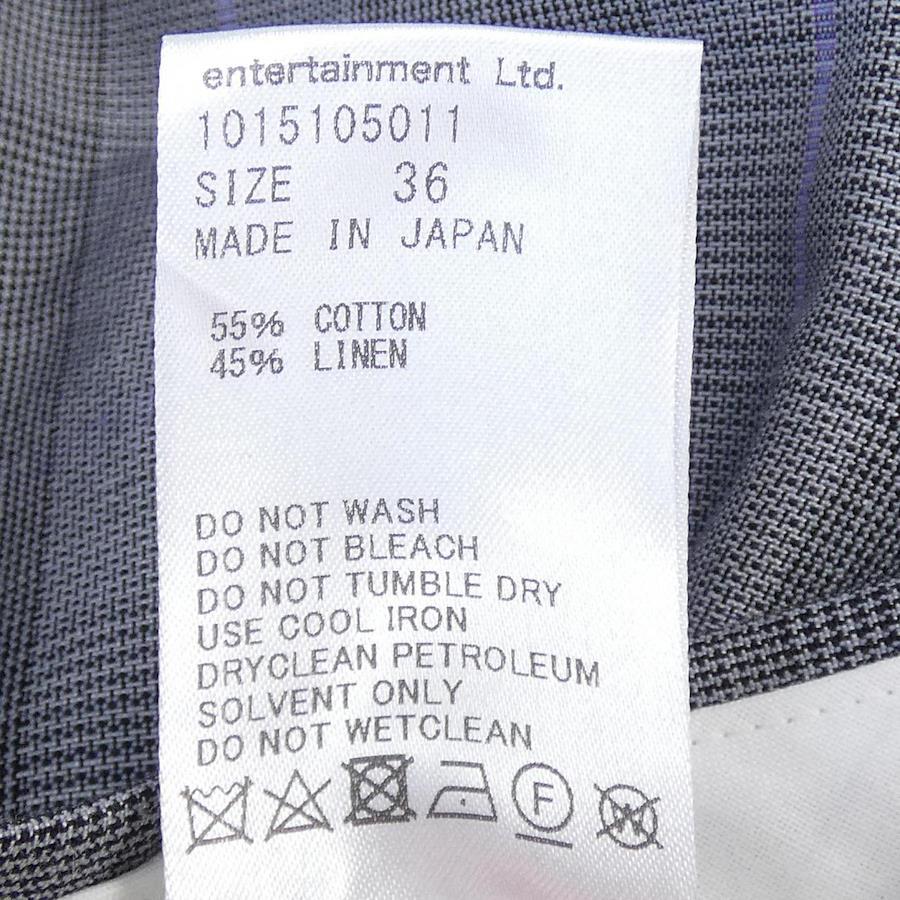 entertainment Ltd.
1015105011
SIZE 36
MADE IN JAPAN
55% COTTON
45% LINEN
DO NOT WASH
DO NOT BLEACH
DO NOT TUMBLE DRY
USE COOL IRON
DRYCLEAN PETROLEUM
SOLVENT ONLY
DO NOT WETCLEAN
F W